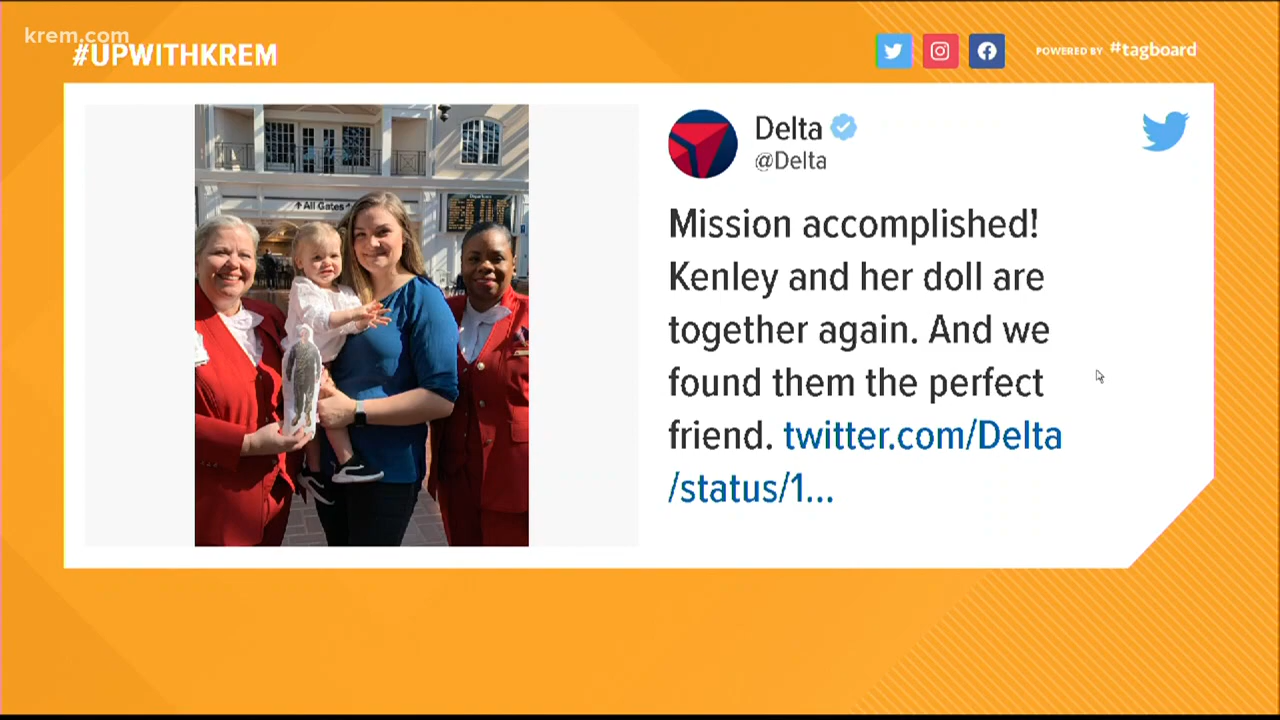 krem.com
#UPWITHKREM
POWERED BY #tagboard
↑ All Gates ↑
Departures
Delta
@Delta
Mission accomplished!
Kenley and her doll are
together again. And we
found them the perfect
friend. twitter.com/Delta
/status/1...